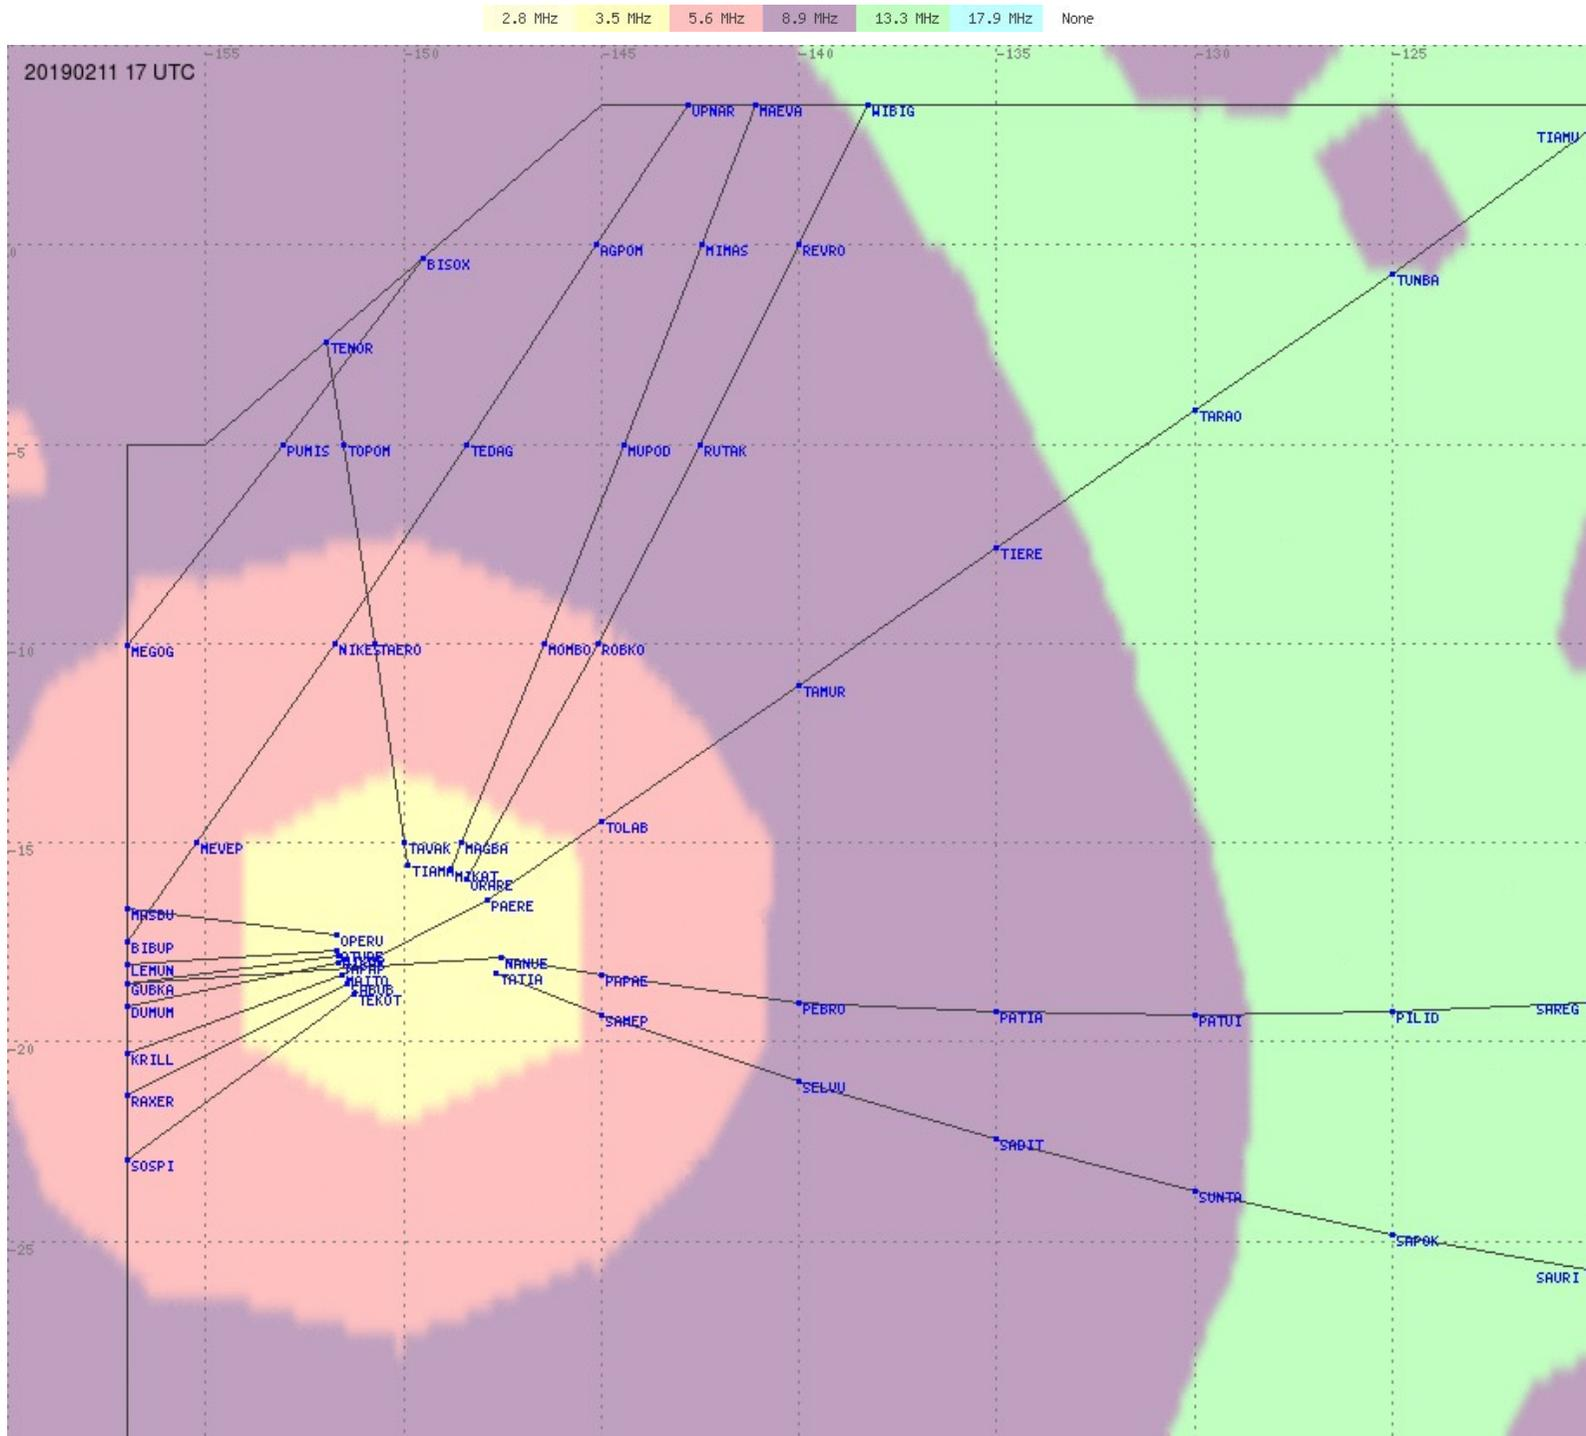 2.8 MHz 3.5 MHz 5.6 MHz 8.9 MHz 13.3 MHz 17.9 MHz None
-155 -150 -145 -140 -135 -130 -125
20190211 17 UTC
UPNAR MAEVA WIBIG
TIAMU
0 AGPOM MIMAS REVRO
BISOX
TUNBA
TENOR
TARAO
-5 PUMIS TOPOM TEDAG MUPOD RUTAK
TIERE
-10 MEGOG NIKES TAERO MOMBO ROBKO
TAMUR
TOLAB
-15 MEVEP TAVAK MAGBA
MIKAT
ORARE
PAERE
MASBU
OPERU
BIBUP
NANUE
LEMUN
TATIA PAPAE
GUBKA
TEKOT
DUMUM PEBRO PATIA PATUI PILID SAREG
SAMEP
-20 KRILL
SELVU
RAXER
SADIT
SOSPI
SUNTA
-25 SAPOK
SAURI